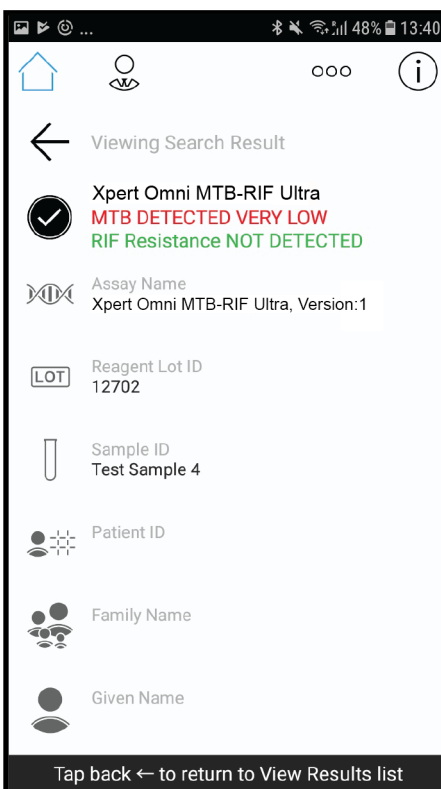 ... 48% 13:40
Viewing Search Result
Xpert Omni MTB-RIF Ultra
MTB DETECTED VERY LOW
RIF Resistance NOT DETECTED
Assay Name
Xpert Omni MTB-RIF Ultra, Version:1
LOT
Reagent Lot ID
12702
Sample ID
Test Sample 4
Patient ID
Family Name
Given Name
Tap back ← to return to View Results list